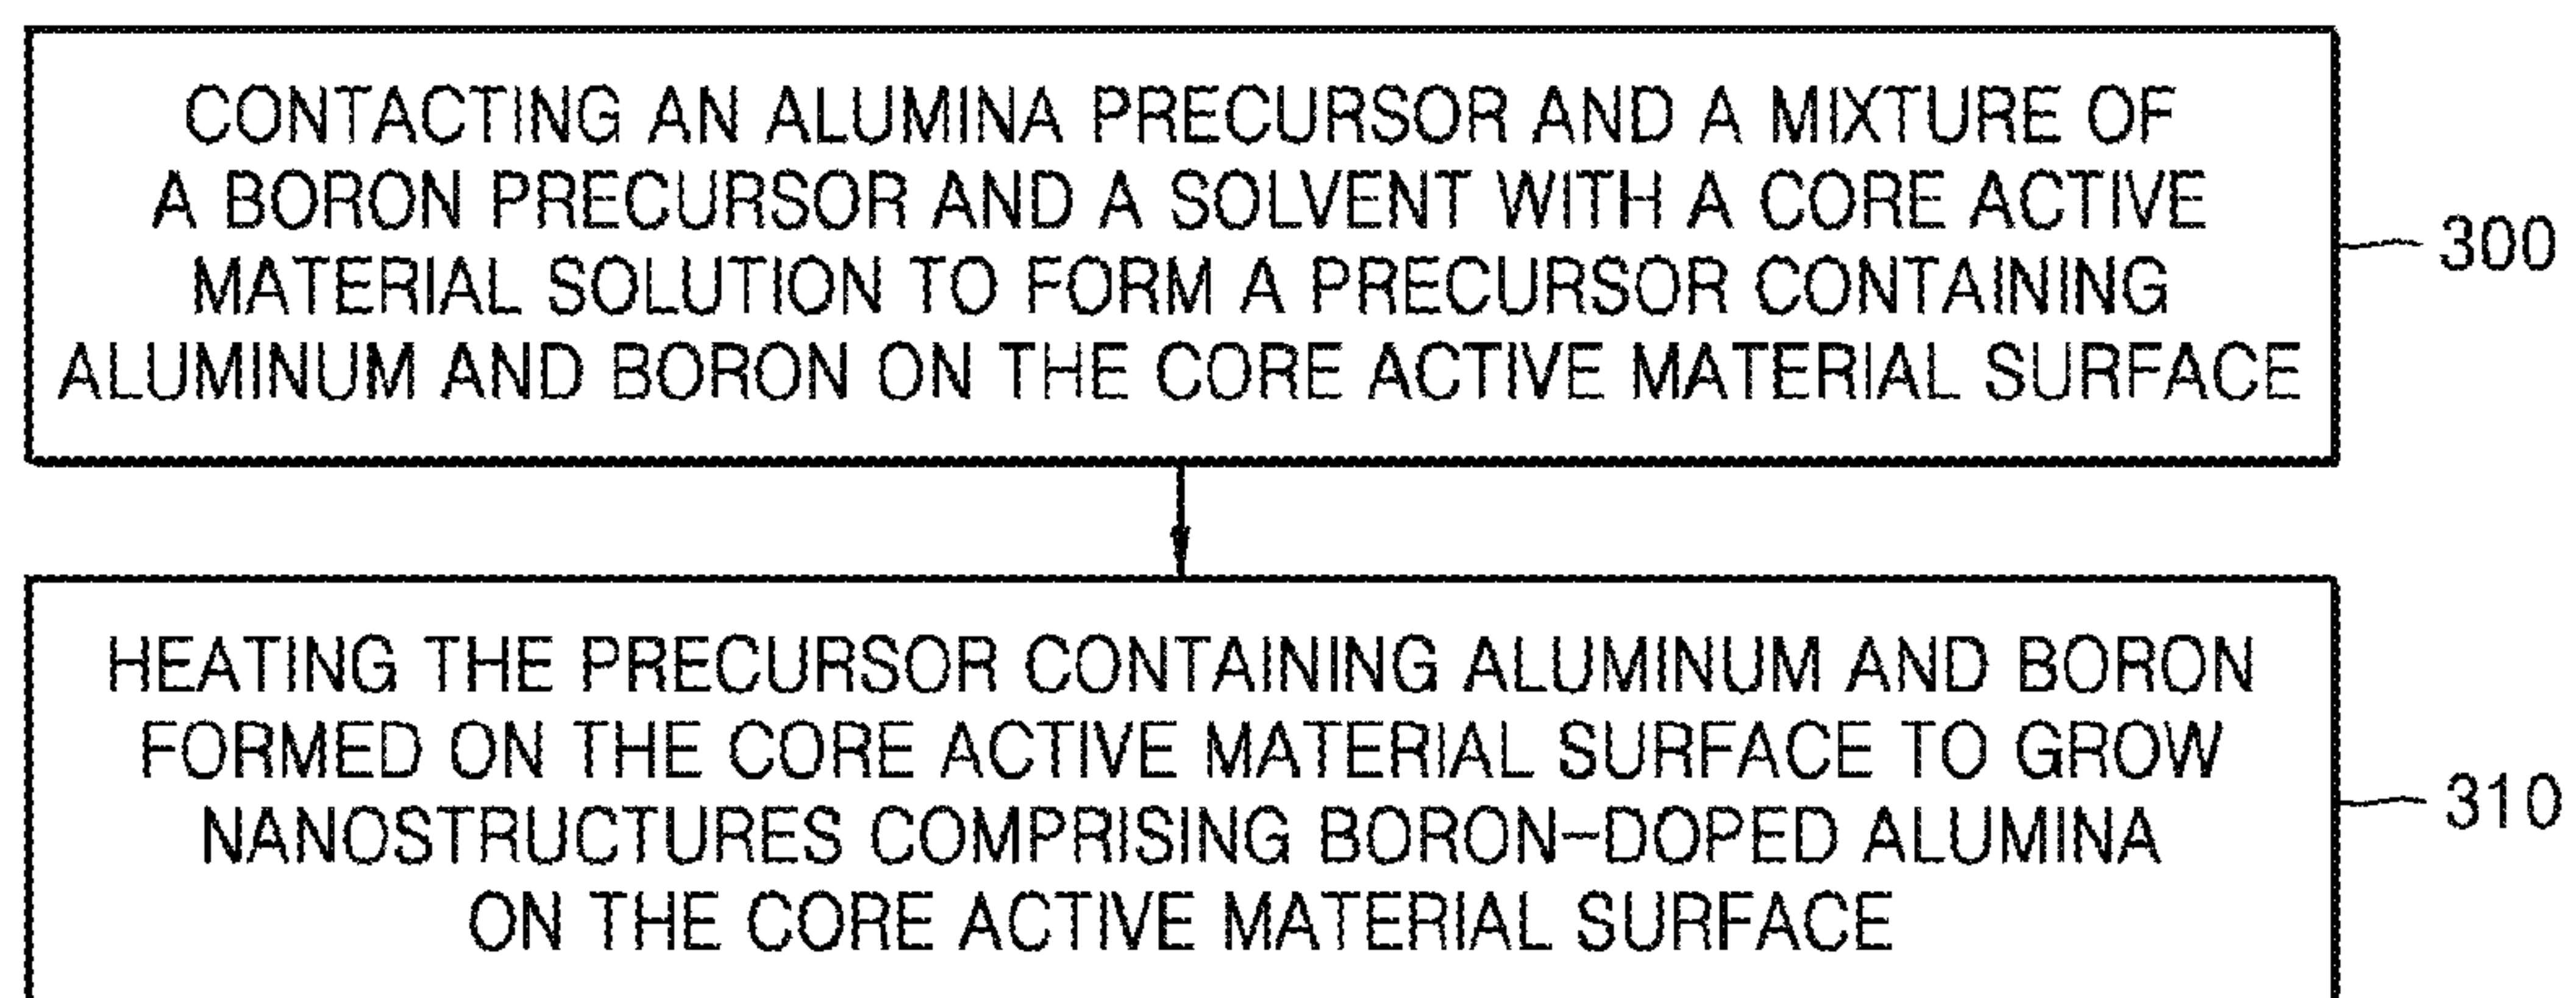 CONTACTING AN ALUMINA PRECURSOR AND A MIXTURE OF
A BORON PRECURSOR AND A SOLVENT WITH A CORE ACTIVE
MATERIAL SOLUTION TO FORM A PRECURSOR CONTAINING
ALUMINUM AND BORON ON THE CORE ACTIVE MATERIAL SURFACE
300
HEATING THE PRECURSOR CONTAINING ALUMINUM AND BORON
FORMED ON THE CORE ACTIVE MATERIAL SURFACE TO GROW
NANOSTRUCTURES COMPRISING BORON-DOPED ALUMINA
ON THE CORE ACTIVE MATERIAL SURFACE
310